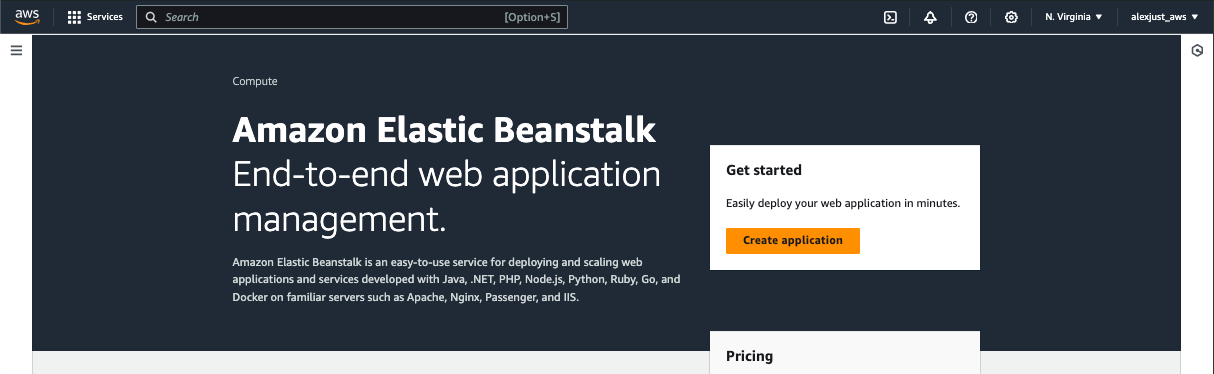 aws
Services
Search
[Option+S]
N. Virginia
alexjust_aws
Compute
Amazon Elastic Beanstalk
End-to-end web application
management.
Amazon Elastic Beanstalk is an easy-to-use service for deploying and scaling web
applications and services developed with Java, .NET, PHP, Node.js, Python, Ruby, Go, and
Docker on familiar servers such as Apache, Nginx, Passenger, and IIS.
Get started
Easily deploy your web application in minutes.
Create application
Pricing